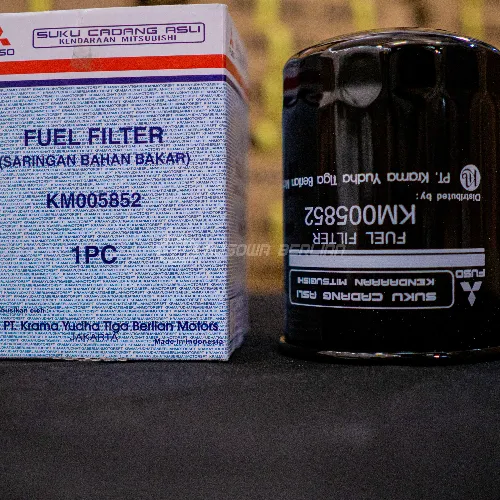 FUSO
SUKU CADANG ASLI
KENDARAAN MITSUBISHI
FUEL FILTER
(SARINGAN BAHAN BAKAR)
KM005852
1PC
PT. Krama Yudha Tiga Berlian Motors
JAKARTA
Made in Indonesia
FUSO
SUKU CADANG ASLI
KENDARAAN MITSUBISHI
FUEL FILTER
KM005852
Distributed by :
PT. Krama Yudha Tiga Berlian